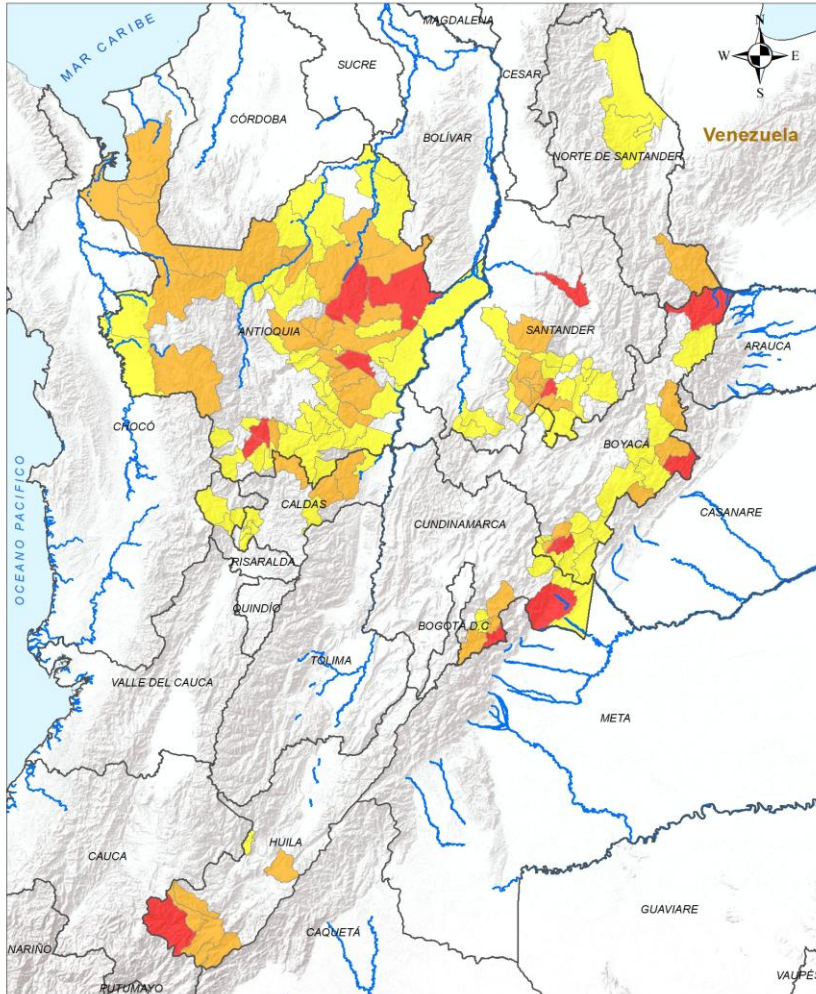 MAGDALENA
N
MAR CARIBE
SUCRE
CESAR
W
E
S
CÓRDOBA
BOLÍVAR
Venezuela
NORTE DE SANTANDER
ANTIOQUIA
SANTANDER
ARAUCA
CHOCÓ
BOYACÁ
CALDAS
CASANARE
CUNDINAMARCA
OCEANO PACIFICO
RISARALDA
QUINDÍO
BOGOTÁ D.C
TOLIMA
VALLE DEL CAUCA
META
HUILA
CAUCA
GUAVIARE
CAQUETÁ
NARIÑO
VAUPÉS
PUTUMAYO